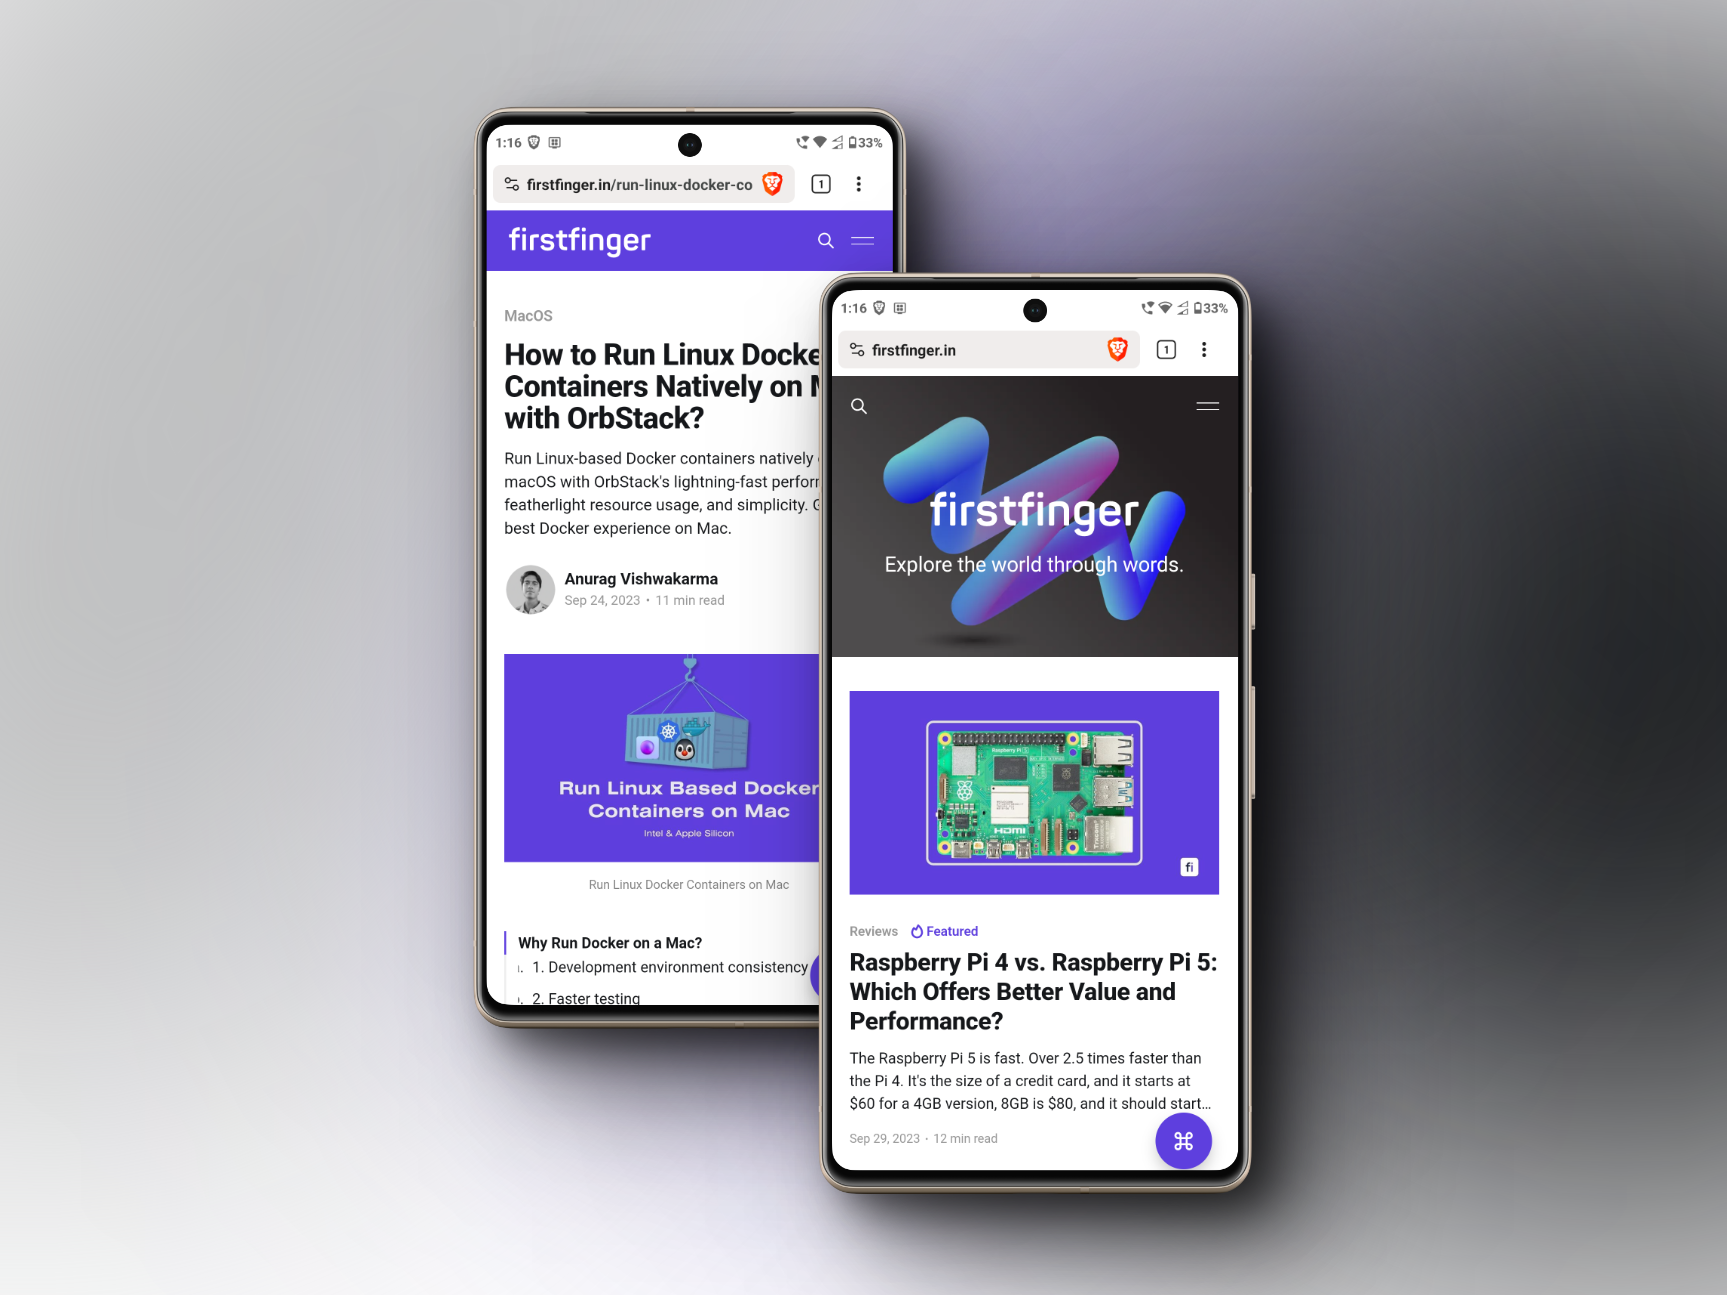 1:16
33%
firstfinger.in/run-linux-docker-co
1
firstfinger
MacOS
How to Run Linux Docke
Containers Natively on
with OrbStack?
Run Linux-based Docker containers natively
macOS with OrbStack's lightning-fast perfor
featherlight resource usage, and simplicity.
best Docker experience on Mac.
Anurag Vishwakarma
Sep 24, 2023 • 11 min read
Run Linux Based Docker
Containers on Mac
Intel & Apple Silicon
Run Linux Docker Containers on Mac
Why Run Docker on a Mac?
1. Development environment consistency
2. Faster testing
1:16
33%
firstfinger.in
1
firstfinger
Explore the world through words.
Raspberry Pi 5
HDMI
Trxcom
fi
Reviews Featured
Raspberry Pi 4 vs. Raspberry Pi 5:
Which Offers Better Value and
Performance?
The Raspberry Pi 5 is fast. Over 2.5 times faster than
the Pi 4. It's the size of a credit card, and it starts at
$60 for a 4GB version, 8GB is $80, and it should start...
Sep 29, 2023 • 12 min read